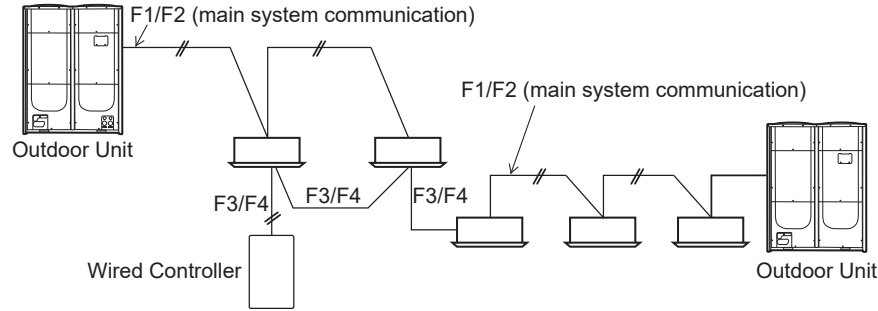 F1/F2 (main system communication)
F1/F2 (main system communication)
Outdoor Unit
F3/F4
F3/F4
F3/F4
Wired Controller
Outdoor Unit